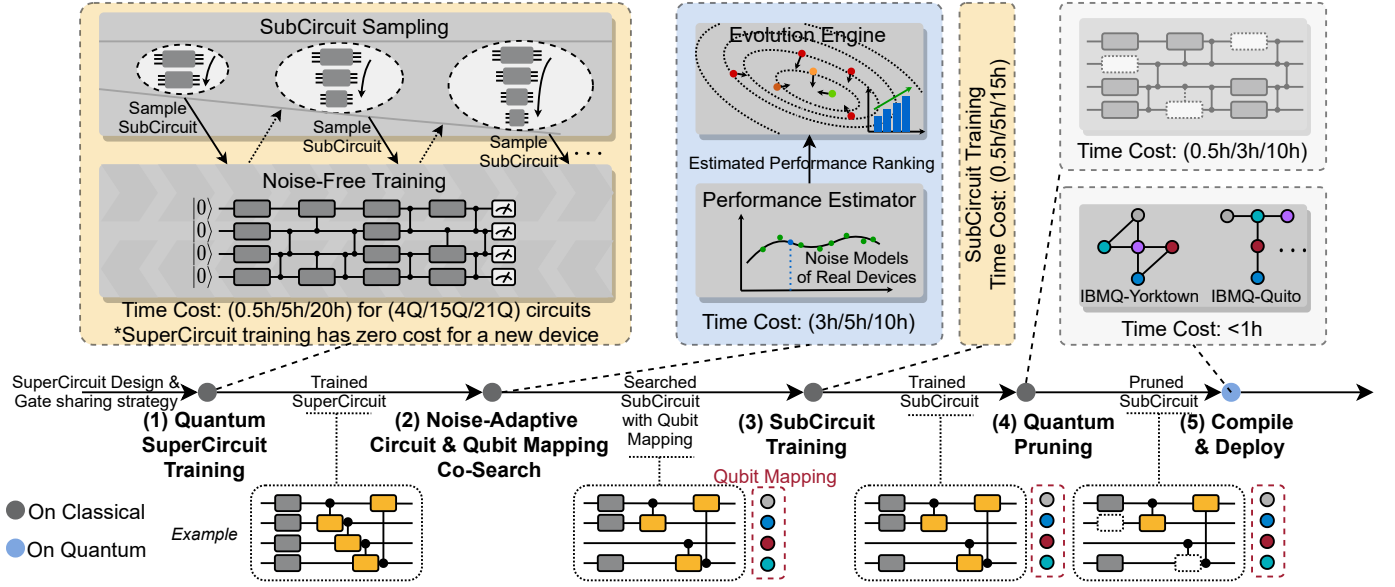 SubCircuit Sampling
Sample
SubCircuit
Sample
SubCircuit
Sample
SubCircuit
. . . .
Noise-Free Training
|0⟩
|0⟩
|0⟩
|0⟩
Time Cost: (0.5h/5h/20h) for (4Q/15Q/21Q) circuits
*SuperCircuit training has zero cost for a new device
Evolution Engine
Estimated Performance Ranking
Performance Estimator
Noise Models
of Real Devices
Time Cost: (3h/5h/10h)
SubCircuit Training
Time Cost: (0.5h/5h/15h)
Time Cost: (0.5h/3h/10h)
. . . .
IBMQ-Yorktown
IBMQ-Quito
Time Cost: <1h
SuperCircuit Design &
Gate sharing strategy
(1) Quantum
SuperCircuit
Training
Trained
SuperCircuit
(2) Noise-Adaptive
Circuit & Qubit Mapping
Co-Search
Searched
SubCircuit
with Qubit
Mapping
(3) SubCircuit
Training
Trained
SubCircuit
(4) Quantum
Pruning
Pruned
SubCircuit
(5) Compile
& Deploy
Qubit Mapping
On Classical
On Quantum
Example